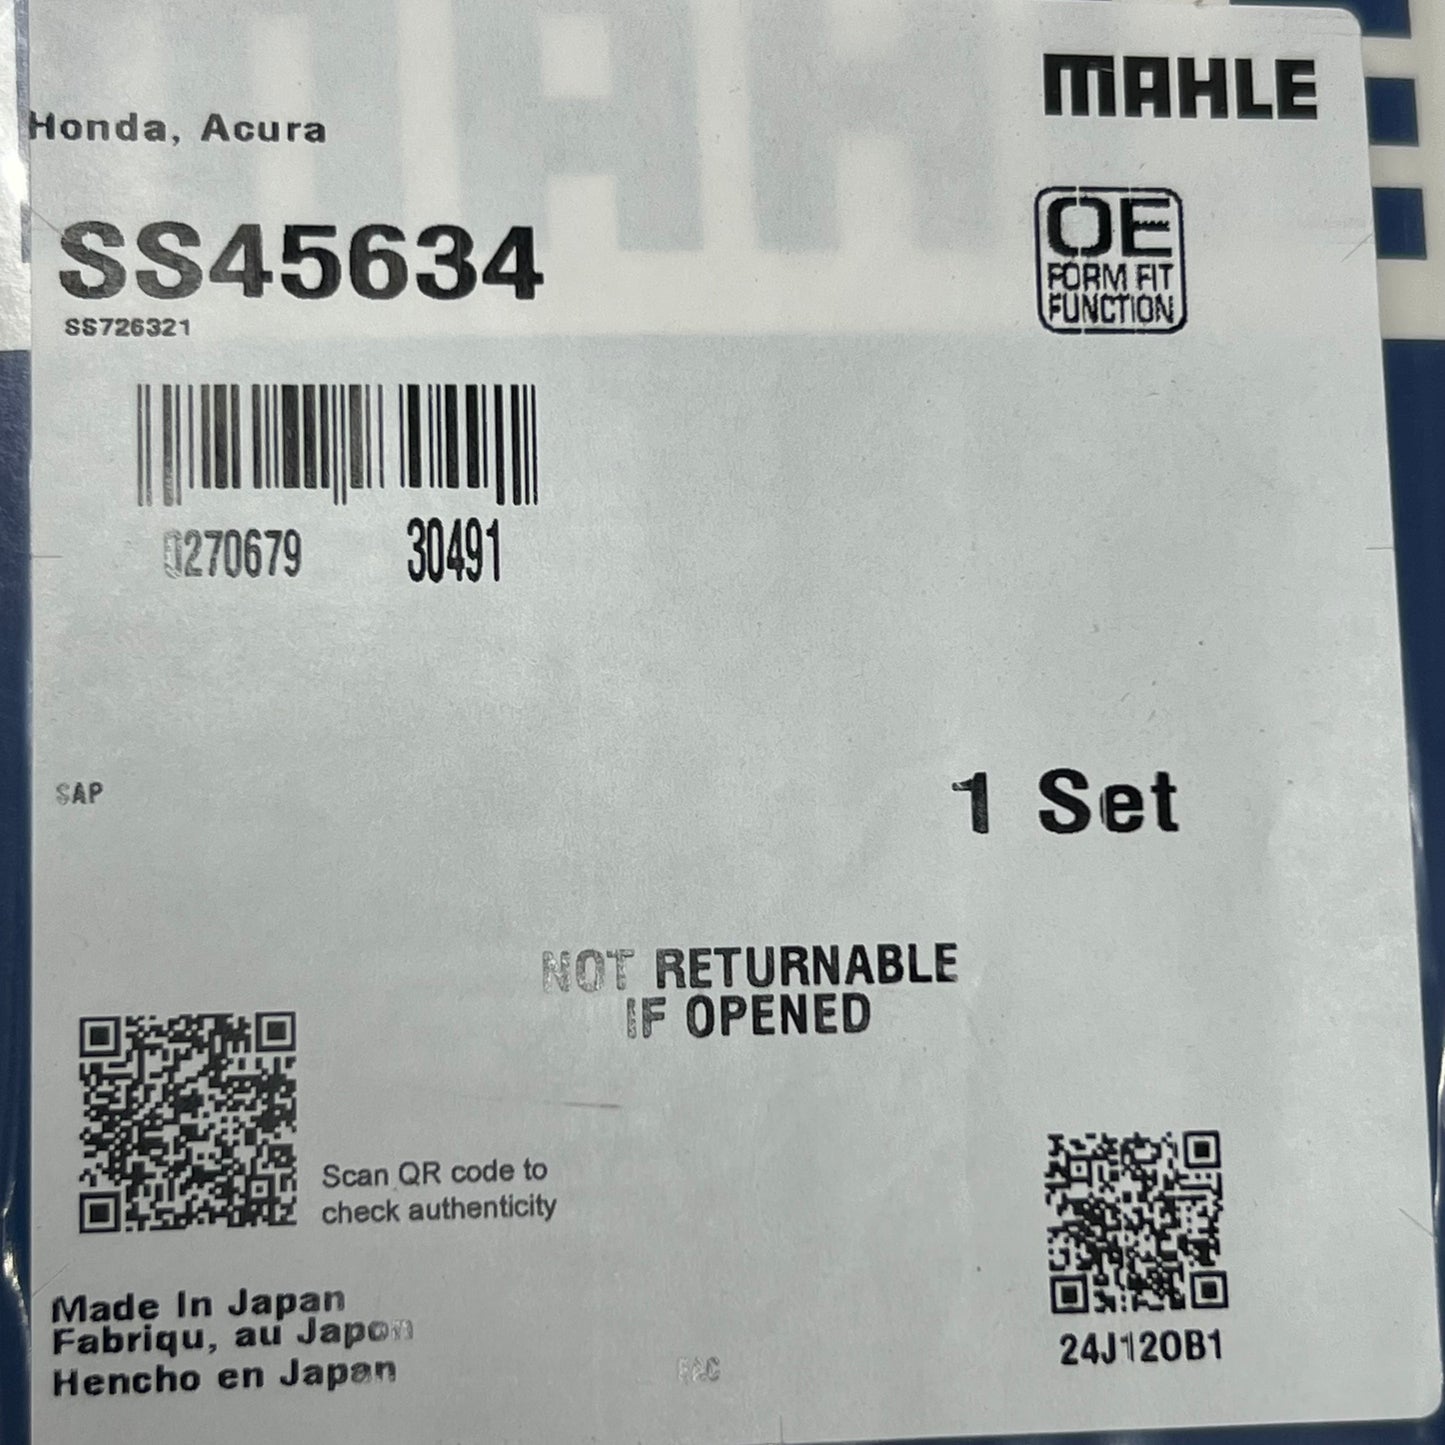 MAHLE
Honda, Acura
OE
FORM FIT
FUNCTION
SS45634
SS726321
0270679 30491
SAP
1 Set
NOT RETURNABLE
IF OPENED
Scan QR code to
check authenticity
Made In Japan
Fabriqu, au Japon
Hencho en Japan
24J120B1